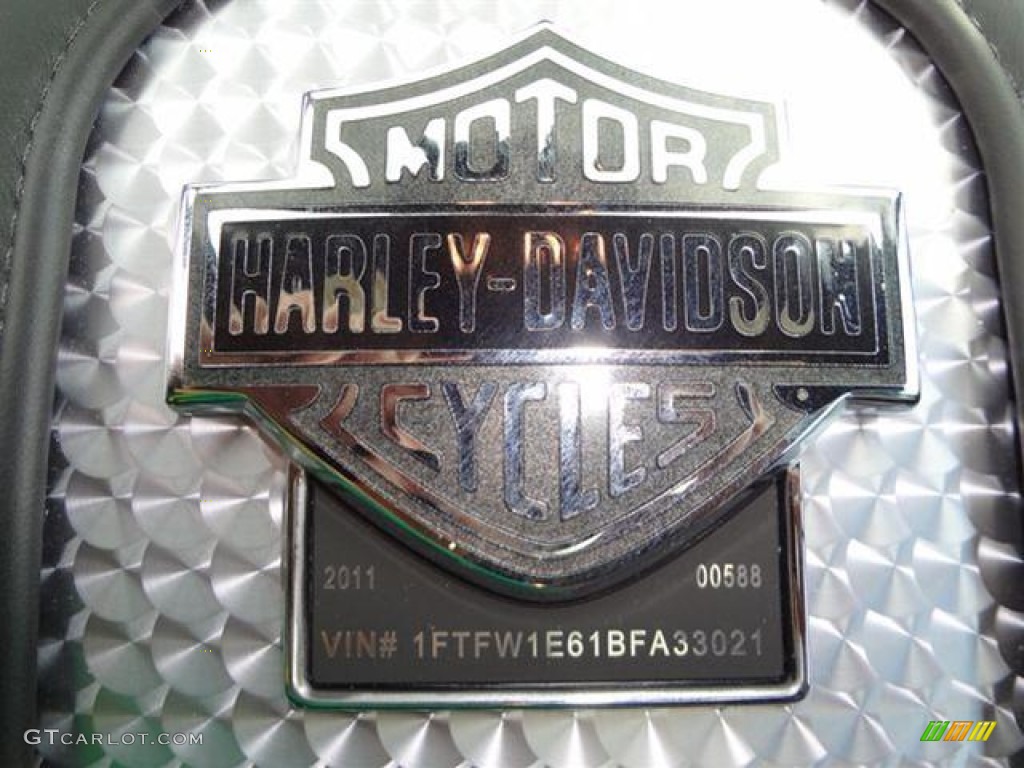 MOTOR
HARLEY-DAVIDSON
CYCLES
2011 00588
VIN# 1FTFW1E61BFA33021
GTCARLOT.COM